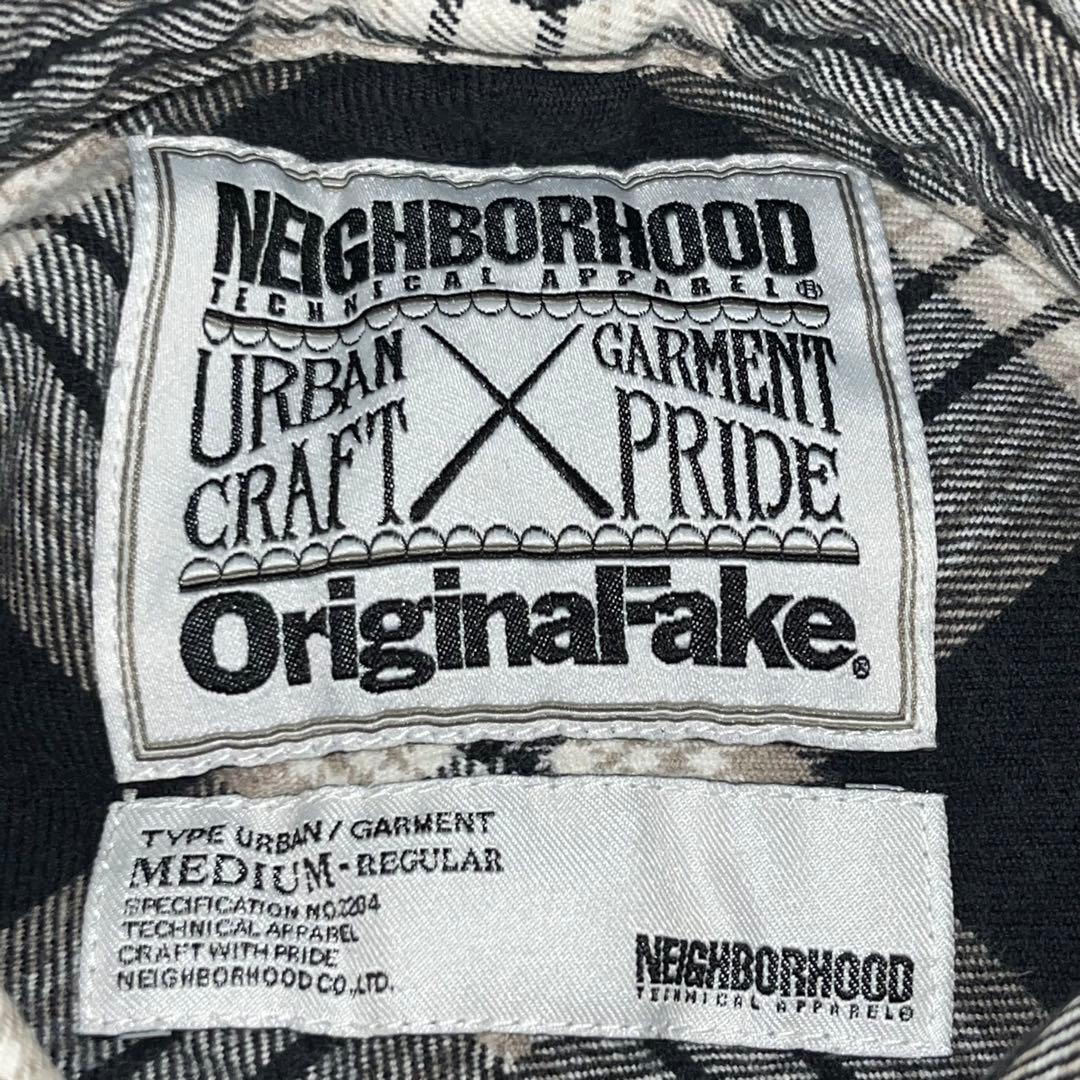 NEIGHBORHOOD
TECHNICAL APPAREL®
URBAN GARMENT
CRAFT PRIDE
OriginalFake®
TYPE URBAN / GARMENT
MEDIUM - REGULAR
SPECIFICATION NO.2204
TECHNICAL APPAREL
CRAFT WITH PRIDE
NEIGHBORHOOD CO.,LTD.
NEIGHBORHOOD
TECHNICAL APPAREL®